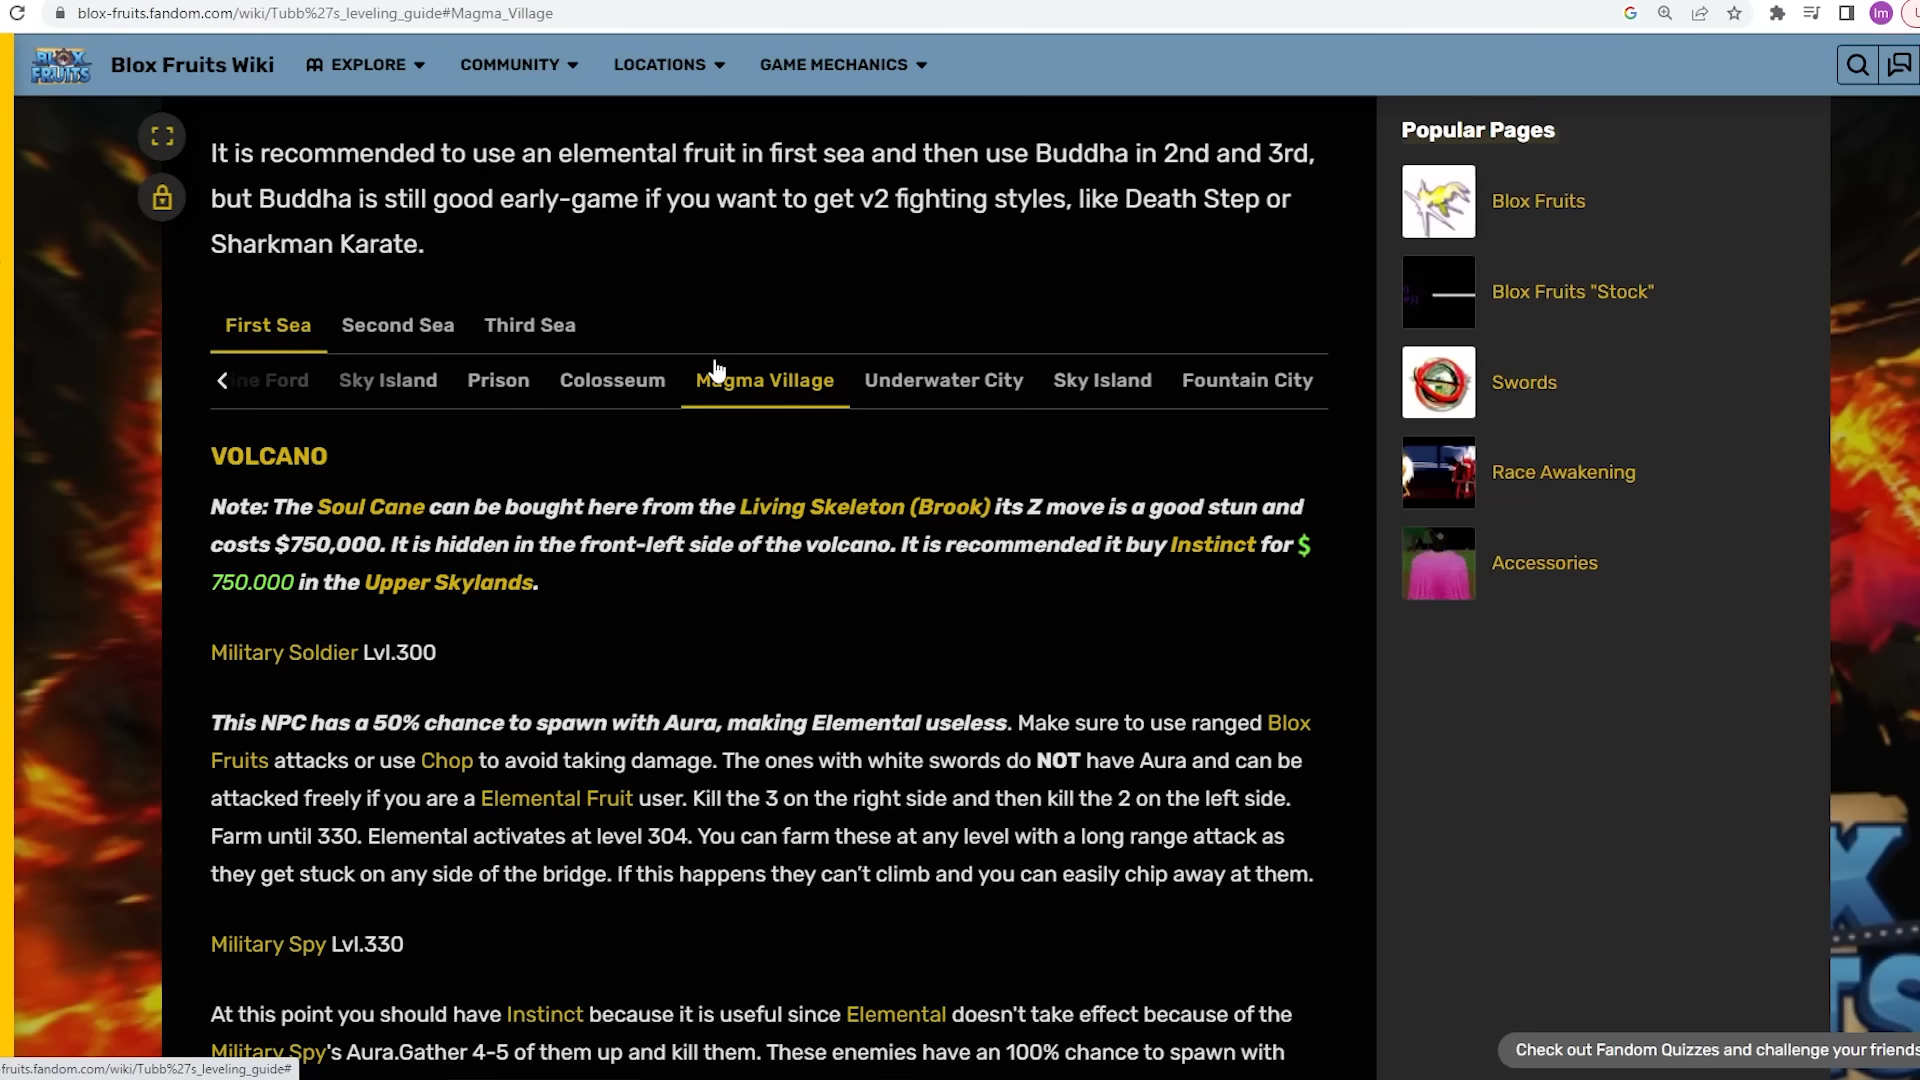 blox-fruits.fandom.com/wiki/Tubb%27s_leveling_guide#Magma_Village
Im
BLOX
FRUITS
Blox Fruits Wiki
EXPLORE
COMMUNITY
LOCATIONS
GAME MECHANICS
It is recommended to use an elemental fruit in first sea and then use Buddha in 2nd and 3rd,
but Buddha is still good early-game if you want to get v2 fighting styles, like Death Step or
Sharkman Karate.
First Sea Second Sea Third Sea
ine Ford Sky Island Prison Colosseum Magma Village Underwater City Sky Island Fountain City
VOLCANO
Note: The Soul Cane can be bought here from the Living Skeleton (Brook) its Z move is a good stun and
costs $750,000. It is hidden in the front-left side of the volcano. It is recommended it buy Instinct for $
750.000 in the Upper Skylands.
Military Soldier Lvl.300
This NPC has a 50% chance to spawn with Aura, making Elemental useless. Make sure to use ranged Blox
Fruits attacks or use Chop to avoid taking damage. The ones with white swords do NOT have Aura and can be
attacked freely if you are a Elemental Fruit user. Kill the 3 on the right side and then kill the 2 on the left side.
Farm until 330. Elemental activates at level 304. You can farm these at any level with a long range attack as
they get stuck on any side of the bridge. If this happens they can’t climb and you can easily chip away at them.
Military Spy Lvl.330
At this point you should have Instinct because it is useful since Elemental doesn't take effect because of the
Military Spy's Aura.Gather 4-5 of them up and kill them. These enemies have an 100% chance to spawn with
Popular Pages
Blox Fruits
Blox Fruits "Stock"
Swords
Race Awakening
Accessories
Check out Fandom Quizzes and challenge your friends
-fruits.fandom.com/wiki/Tubb%27s_leveling_guide#